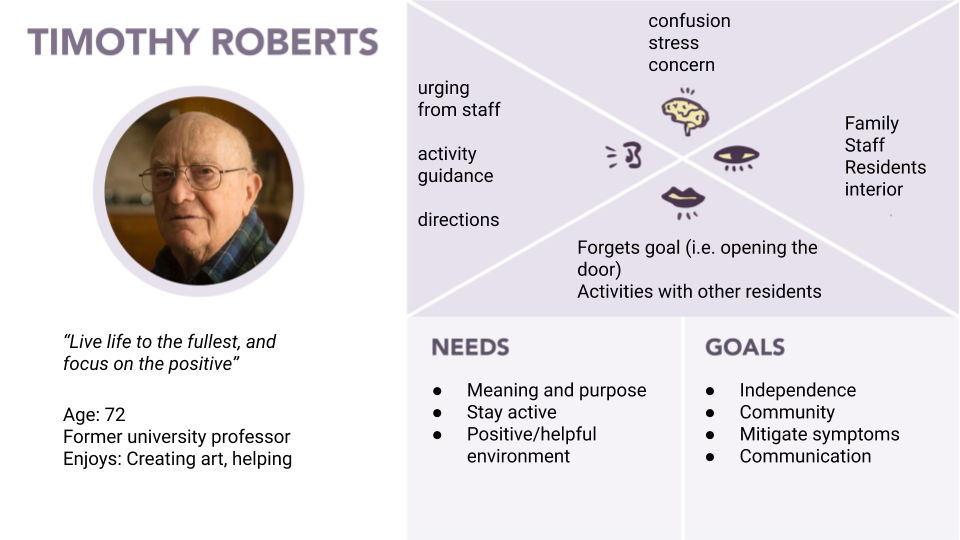 TIMOTHY ROBERTS
“Live life to the fullest, and
focus on the positive”
Age: 72
Former university professor
Enjoys: Creating art, helping
confusion
stress
concern
urging
from staff
activity
guidance
directions
Family
Staff
Residents
interior
Forgets goal (i.e. opening the
door)
Activities with other residents
NEEDS
● Meaning and purpose
● Stay active
● Positive/helpful
environment
GOALS
● Independence
● Community
● Mitigate symptoms
● Communication